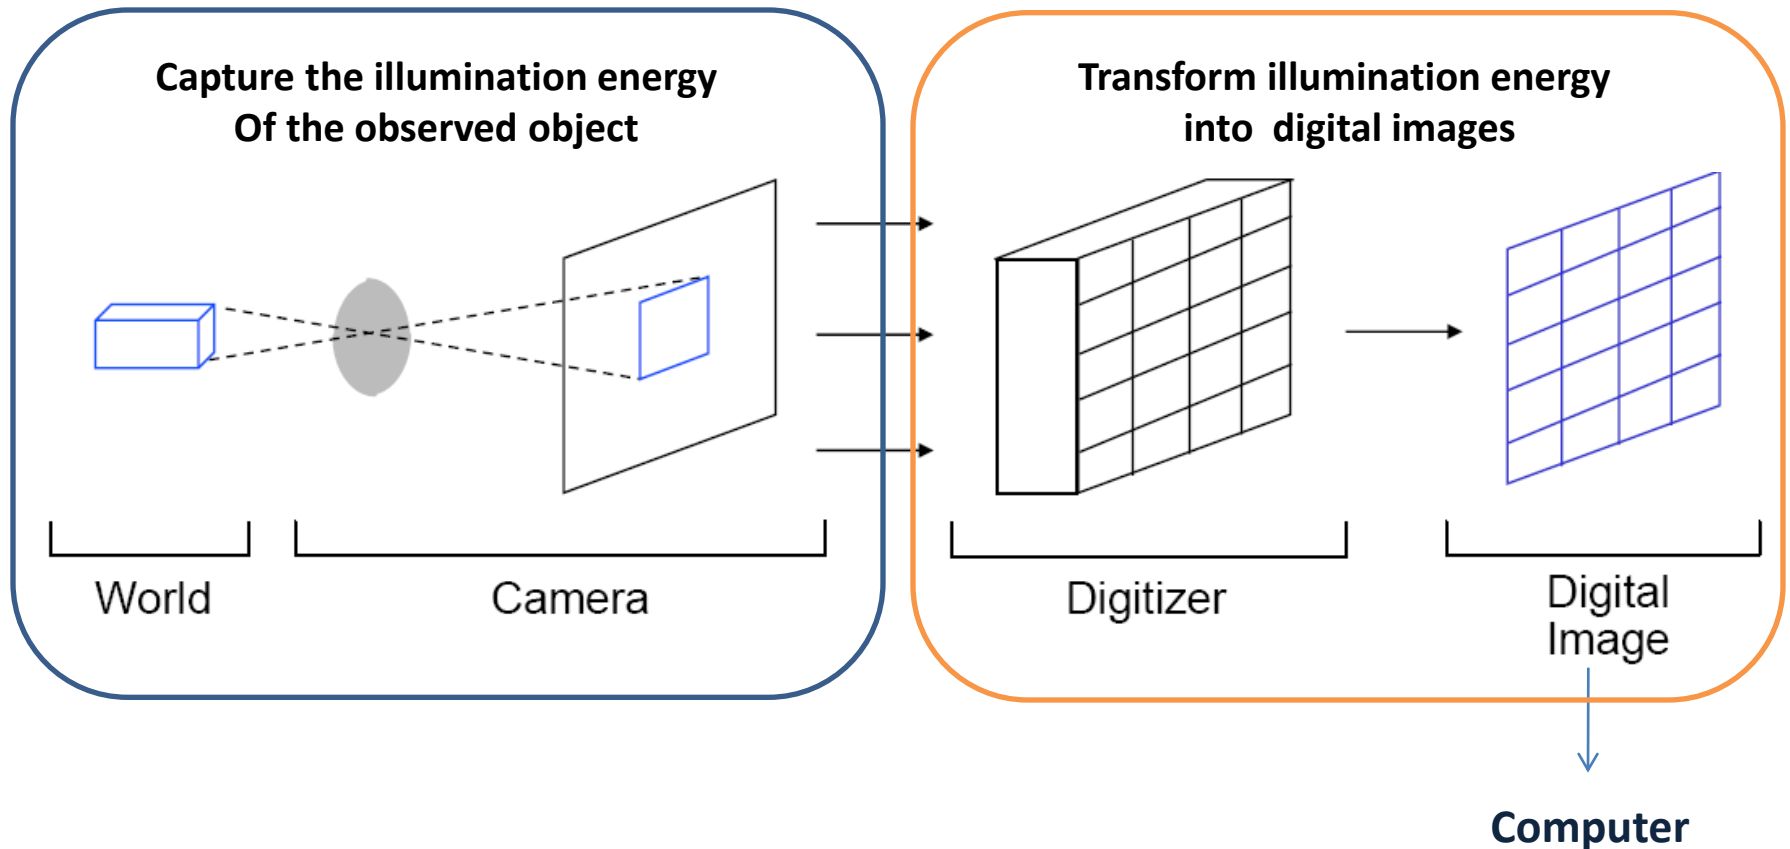 Capture the illumination energy
Of the observed object
Transform illumination energy
into  digital images
World
Camera
Digitizer
Digital
Image
Computer